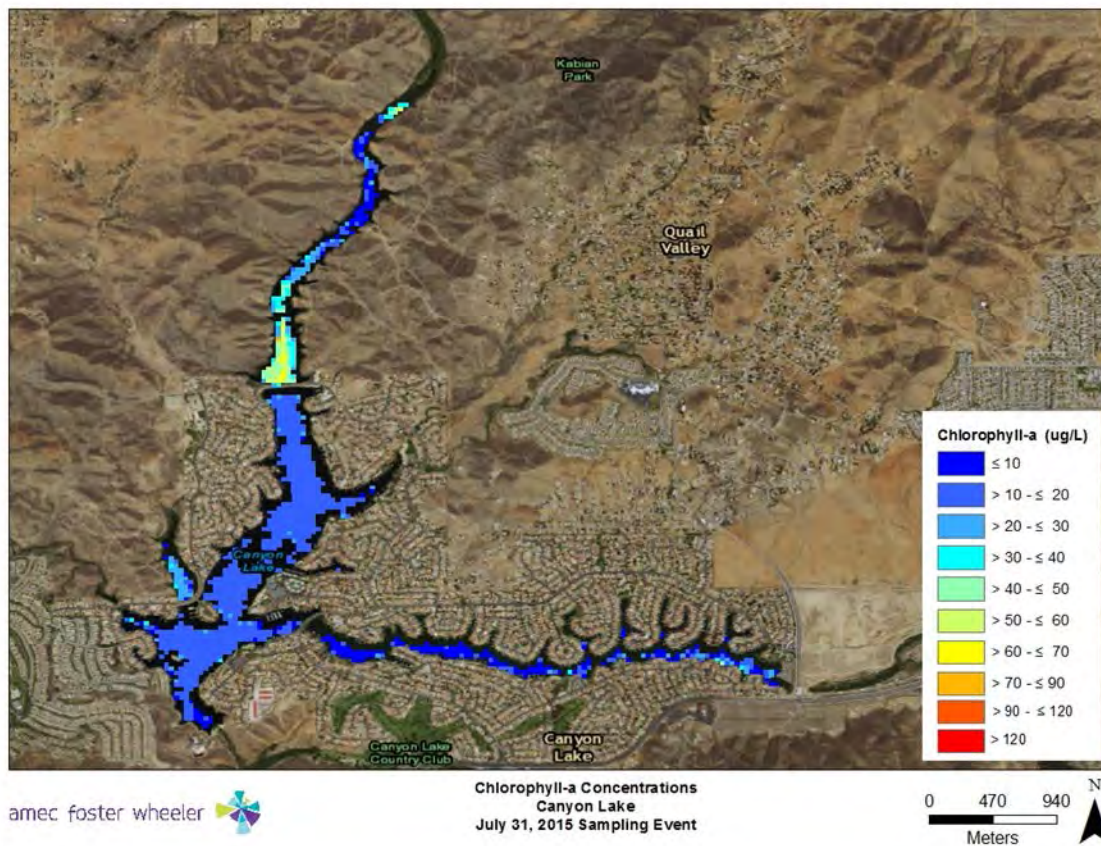 Kabian
Park
Quail
Valley
Canyon
Lake
Canyon Lake
Country Club
Canyon
Lake
Chlorophyll-a (ug/L)
≤ 10
> 10 - ≤ 20
> 20 - ≤ 30
> 30 - ≤ 40
> 40 - ≤ 50
> 50 - ≤ 60
> 60 - ≤ 70
> 70 - ≤ 90
> 90 - ≤ 120
> 120
amec foster wheeler
Chlorophyll-a Concentrations
Canyon Lake
July 31, 2015 Sampling Event
0 470 940
Meters
N